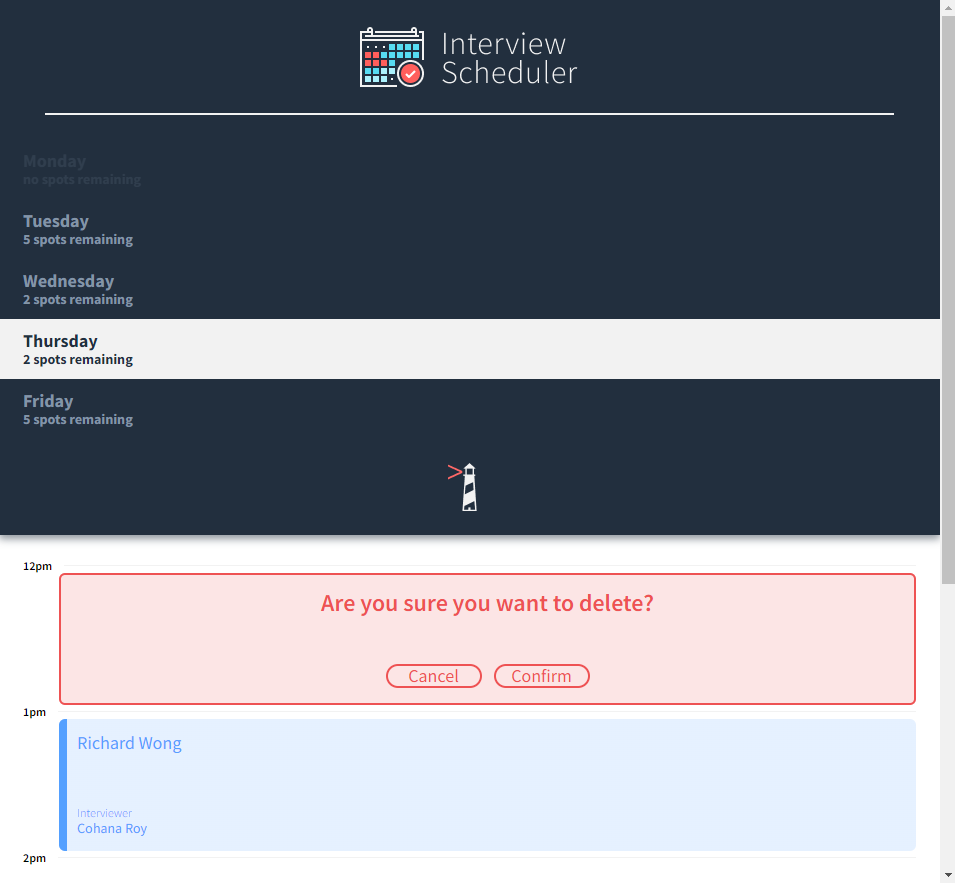 Interview
Scheduler
Monday
no spots remaining
Tuesday
5 spots remaining
Wednesday
2 spots remaining
Thursday
2 spots remaining
Friday
5 spots remaining
12pm
Are you sure you want to delete?
Cancel Confirm
1pm
Richard Wong
Interviewer
Cohana Roy
2pm